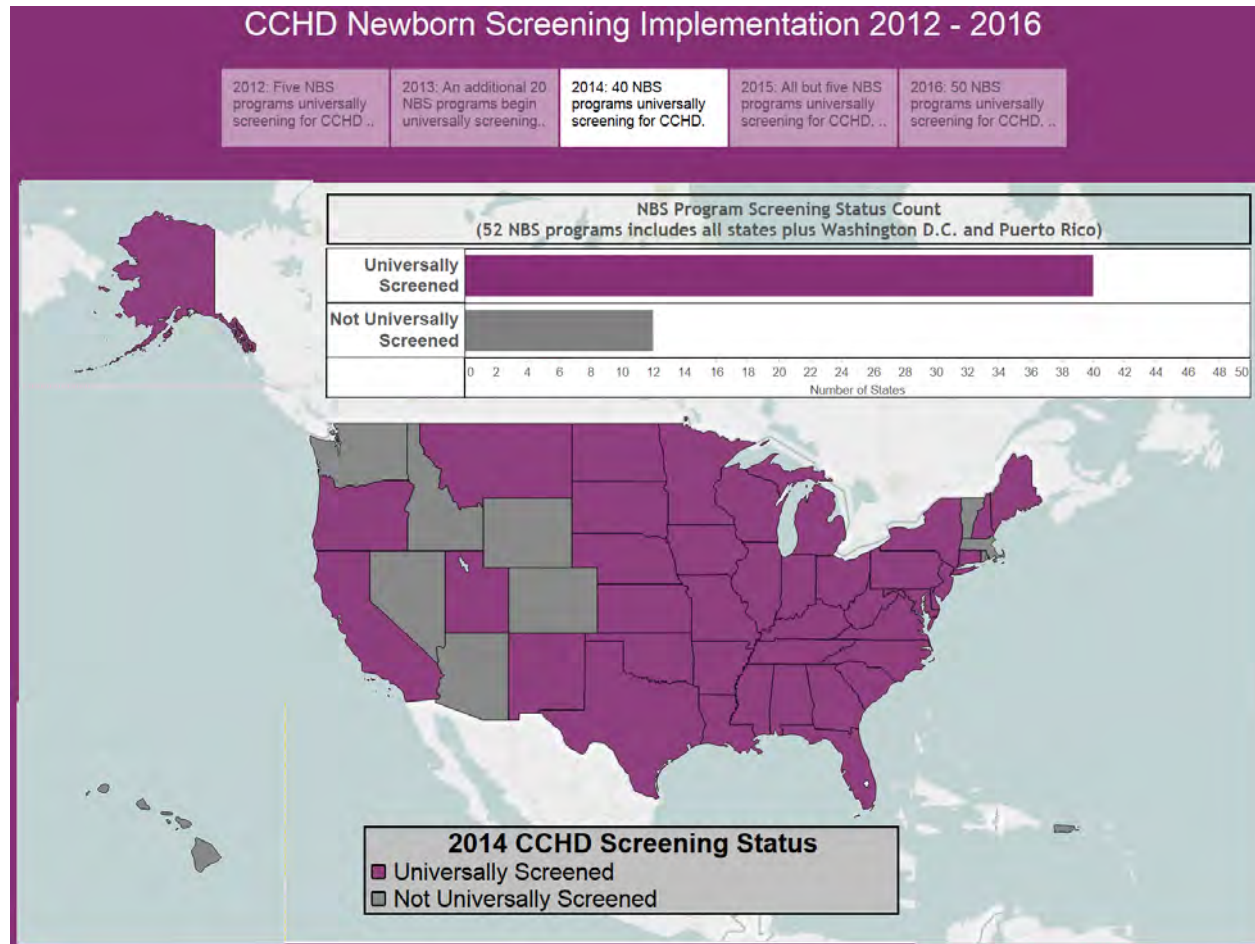 CCHD Newborn Screening Implementation 2012 - 2016
2012: Five NBS
programs universally
screening for CCHD ..
2013: An additional 20
NBS programs begin
universally screening..
2014: 40 NBS
programs universally
screening for CCHD.
2015: All but five NBS
programs universally
screening for CCHD. ..
2016: 50 NBS
programs universally
screening for CCHD. ..
NBS Program Screening Status Count
(52 NBS programs includes all states plus Washington D.C. and Puerto Rico)
Universally
Screened
Not Universally
Screened
0 2 4 6 8 10 12 14 16 18 20 22 24 26 28 30 32 34 36 38 40 42 44 46 48 50
Number of States
2014 CCHD Screening Status
Universally Screened
Not Universally Screened